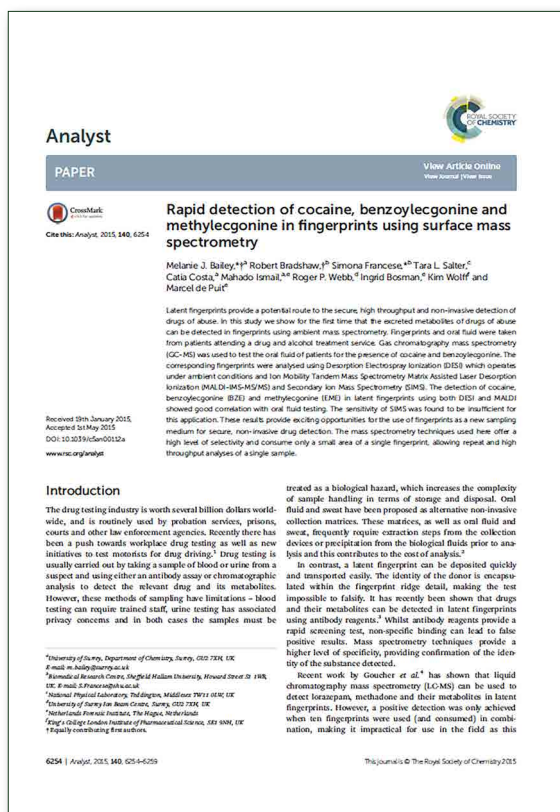 ROYAL SOCIETY
OF CHEMISTRY
Analyst
PAPER
View Article Online
View Journal | View Issue
CrossMark
Cite this: Analyst, 2015, 140, 6254
Rapid detection of cocaine, benzoylecgonine and
methylecgonine in fingerprints using surface mass
spectrometry
Melanie J. Bailey,*†a Robert Bradshaw,†b Simona Francese,*b Tara L. Salter,c
Catia Costa,a Mahado Ismail,a,e Roger P. Webb,d Ingrid Bosman,e Kim Wolfff and
Marcel de Puite
Latent fingerprints provide a potential route to the secure, high throughput and non-invasive detection of
drugs of abuse. In this study we show for the first time that the excreted metabolites of drugs of abuse
can be detected in fingerprints using ambient mass spectrometry. Fingerprints and oral fluid were taken
from patients attending a drug and alcohol treatment service. Gas chromatography mass spectrometry
(GC-MS) was used to test the oral fluid of patients for the presence of cocaine and benzoylecgonine. The
corresponding fingerprints were analysed using Desorption Electrospray Ionization (DESI) which operates
under ambient conditions and Ion Mobility Tandem Mass Spectrometry Matrix Assisted Laser Desorption
Ionization (MALDI-IMS-MS/MS) and Secondary Ion Mass Spectrometry (SIMS). The detection of cocaine,
benzoylecgonine (BZE) and methylecgonine (EME) in latent fingerprints using both DESI and MALDI
showed good correlation with oral fluid testing. The sensitivity of SIMS was found to be insufficient for
this application. These results provide exciting opportunities for the use of fingerprints as a new sampling
medium for secure, non-invasive drug detection. The mass spectrometry techniques used here offer a
high level of selectivity and consume only a small area of a single fingerprint, allowing repeat and high
throughput analyses of a single sample.
Received 19th January 2015,
Accepted 1st May 2015
DOI: 10.1039/c5an00112a
www.rsc.org/analyst
Introduction
The drug testing industry is worth several billion dollars world-
wide, and is routinely used by probation services, prisons,
courts and other law enforcement agencies. Recently there has
been a push towards workplace drug testing as well as new
initiatives to test motorists for drug driving.1 Drug testing is
usually carried out by taking a sample of blood or urine from a
suspect and using either an antibody assay or chromatographic
analysis to detect the relevant drug and its metabolites.
However, these methods of sampling have limitations – blood
testing can require trained staff, urine testing has associated
privacy concerns and in both cases the samples must be
aUniversity of Surrey, Department of Chemistry, Surrey, GU2 7XH, UK.
E-mail: m.bailey@surrey.ac.uk
bBiomedical Research Centre, Sheffield Hallam University, Howard Street S1 1WB,
UK. E-mail: S.Francese@shu.ac.uk
cNational Physical Laboratory, Teddington, Middlesex TW11 0LW, UK
dUniversity of Surrey Ion Beam Centre, Surrey, GU2 7XH, UK
eNetherlands Forensic Institute, The Hague, Netherlands
fKing's College London Institute of Pharmaceutical Science, SE1 9NH, UK
†Equally contributing first authors.
treated as a biological hazard, which increases the complexity
of sample handling in terms of storage and disposal. Oral
fluid and sweat have been proposed as alternative non-invasive
collection matrices. These matrices, as well as oral fluid and
sweat, frequently require extraction steps from the collection
devices or precipitation from the biological fluids prior to ana-
lysis and this contributes to the cost of analysis.2
In contrast, a latent fingerprint can be deposited quickly
and transported easily. The identity of the donor is encapsu-
lated within the fingerprint ridge detail, making the test
impossible to falsify. It has recently been shown that drugs
and their metabolites can be detected in latent fingerprints
using antibody reagents.3 Whilst antibody reagents provide a
rapid screening test, non-specific binding can lead to false
positive results. Mass spectrometry techniques provide a
higher level of specificity, providing confirmation of the iden-
tity of the substance detected.
Recent work by Goucher et al.4 has shown that liquid
chromatography mass spectrometry (LC-MS) can be used to
detect lorazepam, methadone and their metabolites in latent
fingerprints. However, a positive detection was only achieved
when ten fingerprints were used (and consumed) in combi-
nation, making it impractical for use in the field as this
6254 | Analyst, 2015, 140, 6254–6259
This journal is © The Royal Society of Chemistry 2015